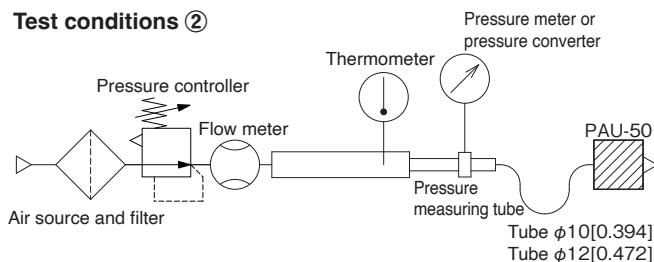 Test conditions ②
Pressure meter or
pressure converter
Thermometer
Pressure controller
Flow meter
PAU-50
Pressure
measuring tube
Air source and filter
Tube φ10[0.394]
Tube φ12[0.472]